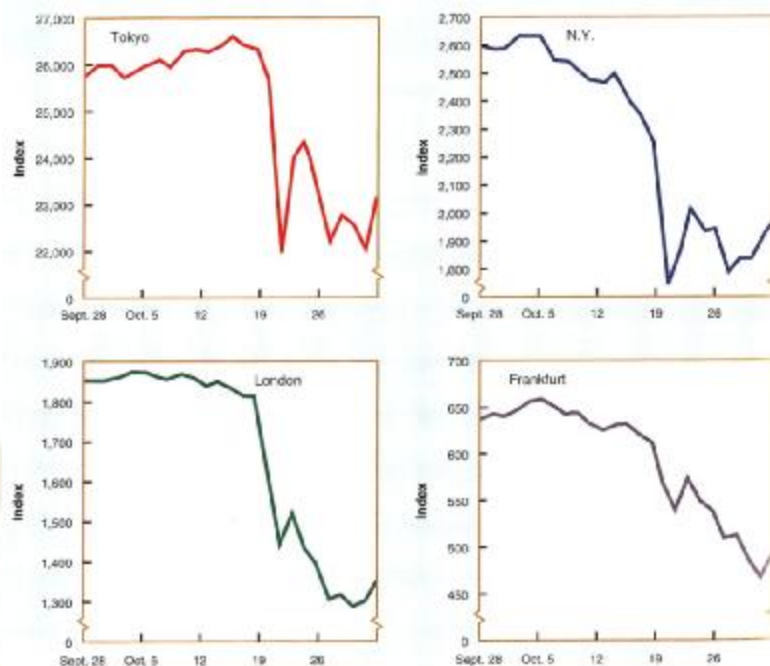 Tokyo
Index
27,000
26,000
25,000
24,000
23,000
22,000
0
Sept. 28 Oct. 5 12 19 26
N.Y.
Index
2,700
2,600
2,500
2,400
2,300
2,200
2,100
2,000
1,900
1,800
0
Sept. 28 Oct. 5 12 19 26
London
Index
1,900
1,800
1,700
1,600
1,500
1,400
1,300
0
Sept. 28 Oct. 5 12 19 26
Frankfurt
Index
700
650
600
550
500
450
0
Sept. 28 Oct. 5 12 19 26